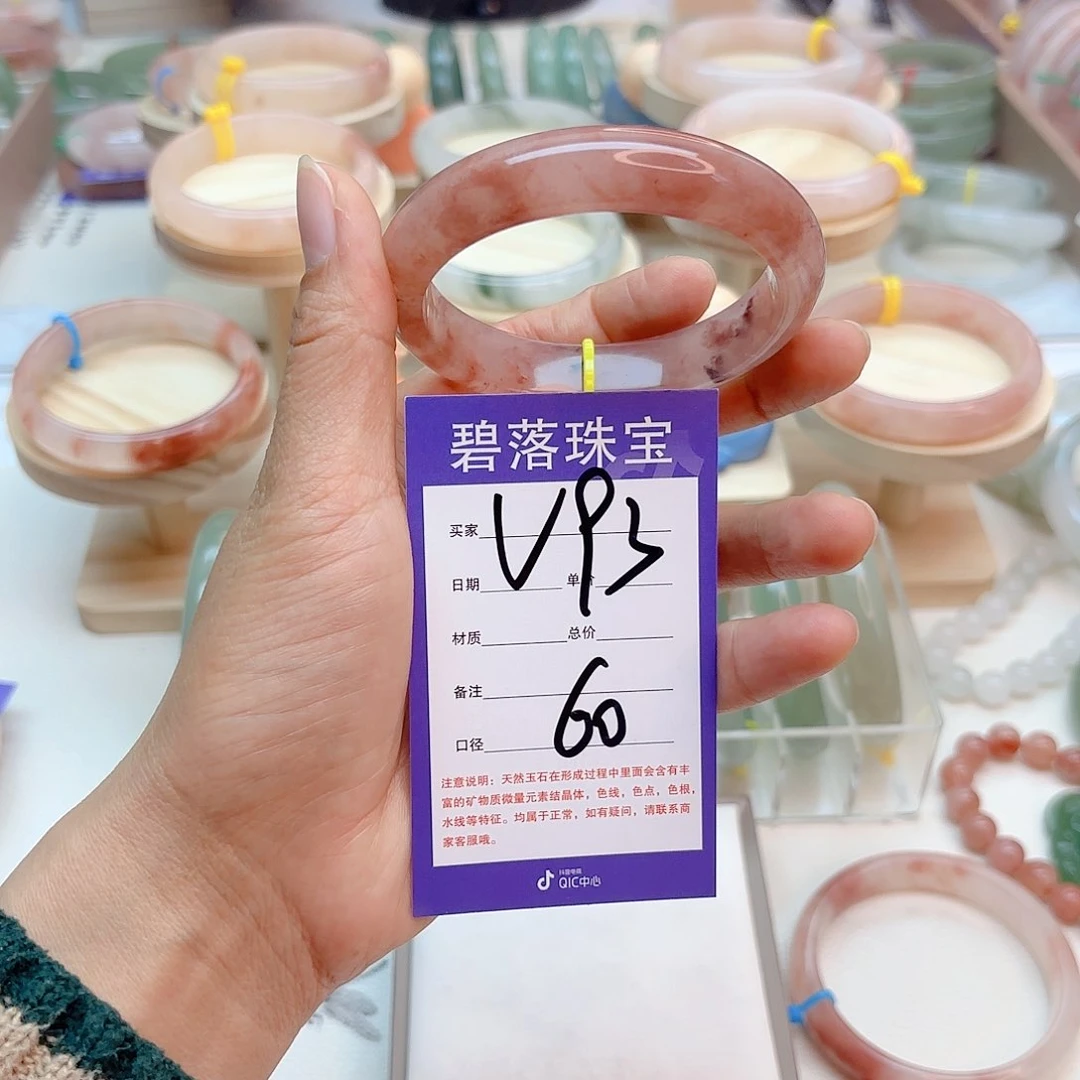 碧落珠宝
买家
VP3
日期 单价
材质 总价
备注
口径 60
注意说明：天然玉石在形成过程中里面会含有丰
富的矿物质微量元素结晶体，色线，色点，色根，
水线等特征。均属于正常，如有疑问，请联系商
家客服哦。
抖音电商
QIC中心